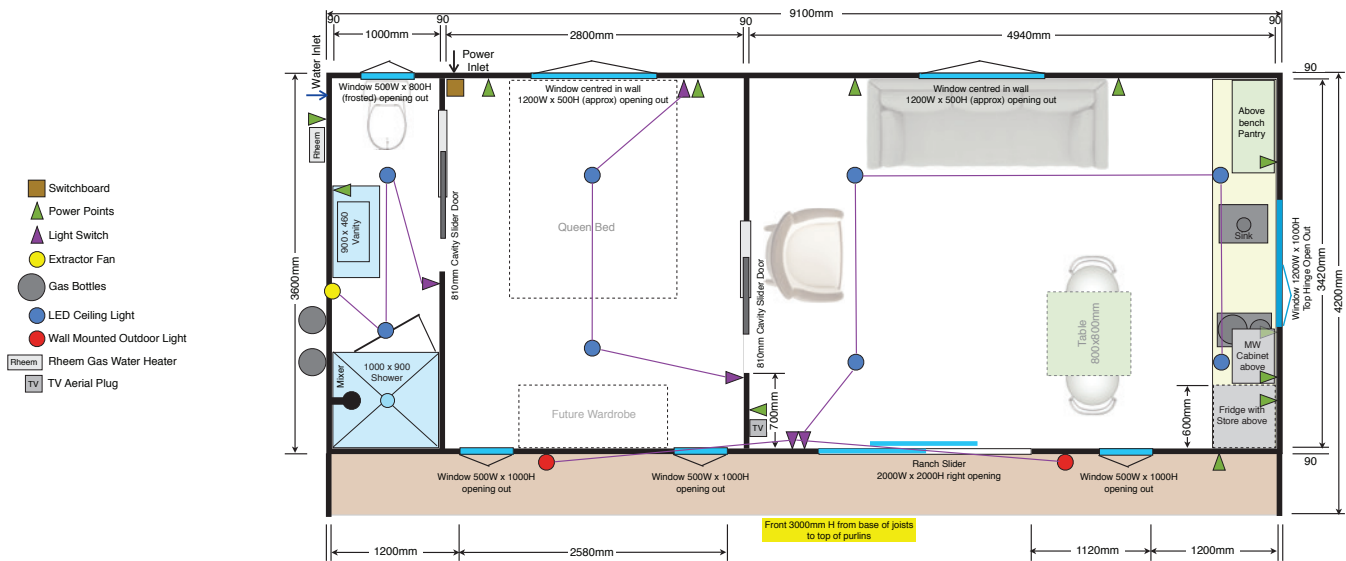 9100mm
90
90
90
90
1000mm
2800mm
4940mm
Water Inlet
Power
Inlet
90
Window 500W x 800H
(frosted) opening out
Window centred in wall
1200W x 500H (approx) opening out
Window centred in wall
1200W x 500H (approx) opening out
Above
bench
Pantry
Rheem
Switchboard
Power Points
Light Switch
Extractor Fan
Gas Bottles
LED Ceiling Light
Wall Mounted Outdoor Light
Rheem
Rheem Gas Water Heater
TV
TV Aerial Plug
3600mm
900 x 460
Vanity
810mm Cavity Slider Door
Queen Bed
810mm Cavity Slider Door
Sink
Window 1200W x 1000H
Top Hinge Open Out
3420mm
4200mm
Table
800x800mm
MW
Cabinet
above
Mixer
1000 x 900
Shower
Future Wardrobe
TV
700mm
600mm
Fridge with
Store above
90
Window 500W x 1000H
opening out
Window 500W x 1000H
opening out
Ranch Slider
2000W x 2000H right opening
Window 500W x 1000H
opening out
Front 3000mm H from base of joists
to top of purlins
1200mm
2580mm
1120mm
1200mm